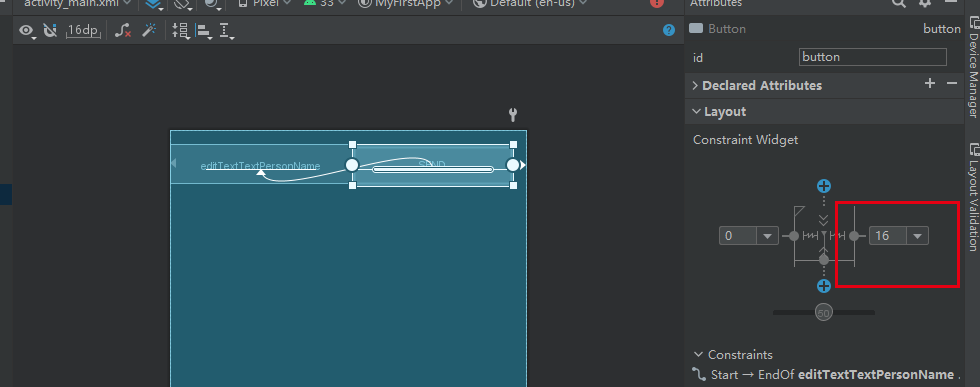 activity_main.xml
Pixel
33
MyFirstApp
Default (en-us)
Attributes
16dp
Button
button
id
button
Declared Attributes
Layout
Constraint Widget
editTextTextPersonName
SEND
0
16
50
Constraints
Start → EndOf editTextTextPersonName .
Device Manager
Layout Validation